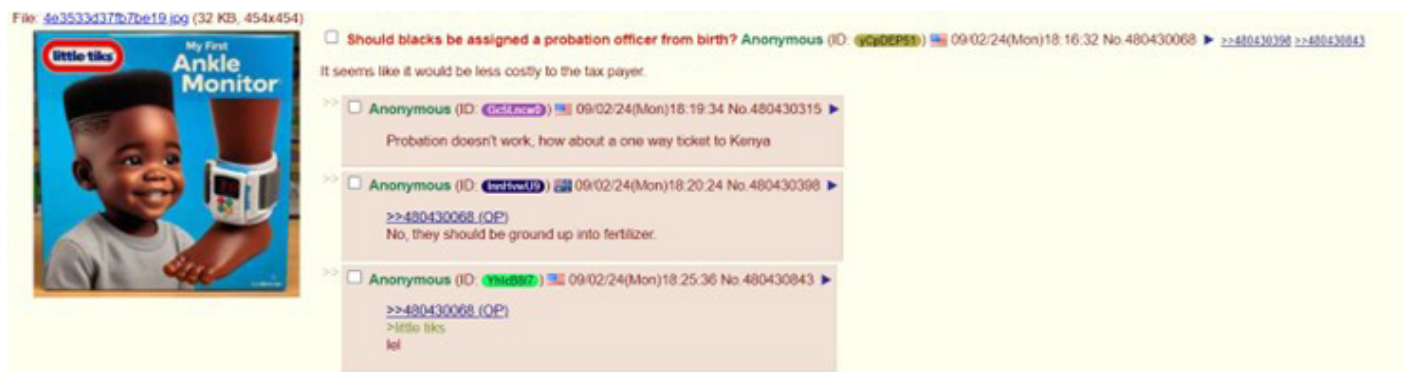 File: 4e3533d37fb7be19.jpg (32 KB, 454x454)
little tiks
My First
Ankle
Monitor
Should blacks be assigned a probation officer from birth? Anonymous (ID: yCpDEP51) 09/02/24(Mon)18:16:32 No.480430068 ▶ >>480430398 >>480430843
It seems like it would be less costly to the tax payer.
>> Anonymous (ID: ) 09/02/24(Mon)18:19:34 No.480430315 ▶
Probation doesn't work, how about a one way ticket to Kenya
>> Anonymous (ID: InnHvwU9) 09/02/24(Mon)18:20:24 No.480430398 ▶
>>480430068 (OP)
No, they should be ground up into fertilizer.
>> Anonymous (ID: ) 09/02/24(Mon)18:25:36 No.480430843 ▶
>>480430068 (OP)
>little tiks
lel